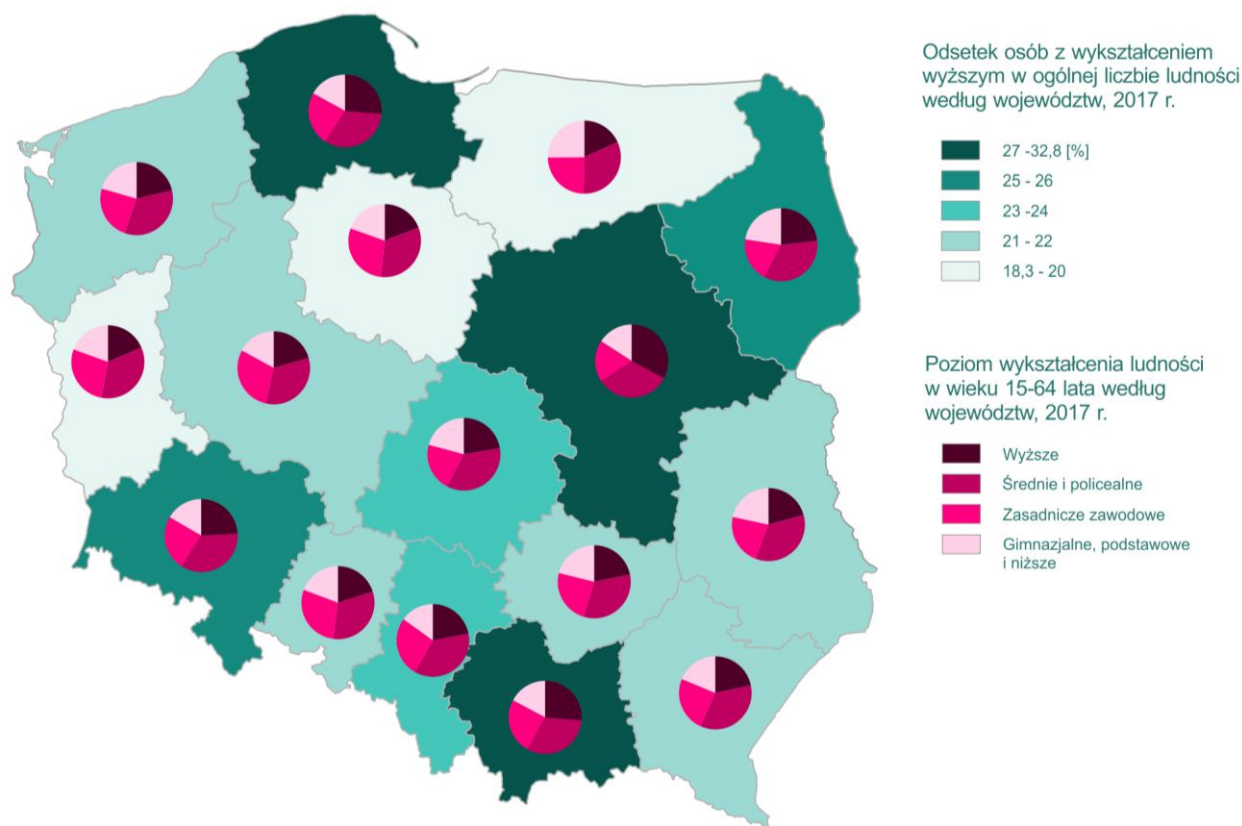 Odsetek osób z wykształceniem
wyższym w ogólnej liczbie ludności
według województw, 2017 r.
27 -32,8 [%]
25 - 26
23 -24
21 - 22
18,3 - 20
Poziom wykształcenia ludności
w wieku 15-64 lata według
województw, 2017 r.
Wyższe
Średnie i policealne
Zasadnicze zawodowe
Gimnazjalne, podstawowe
i niższe